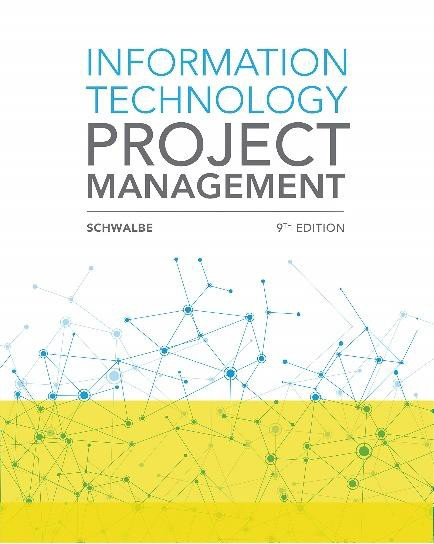 INFORMATION
TECHNOLOGY
PROJECT
MANAGEMENT
SCHWALBE 9TH EDITION